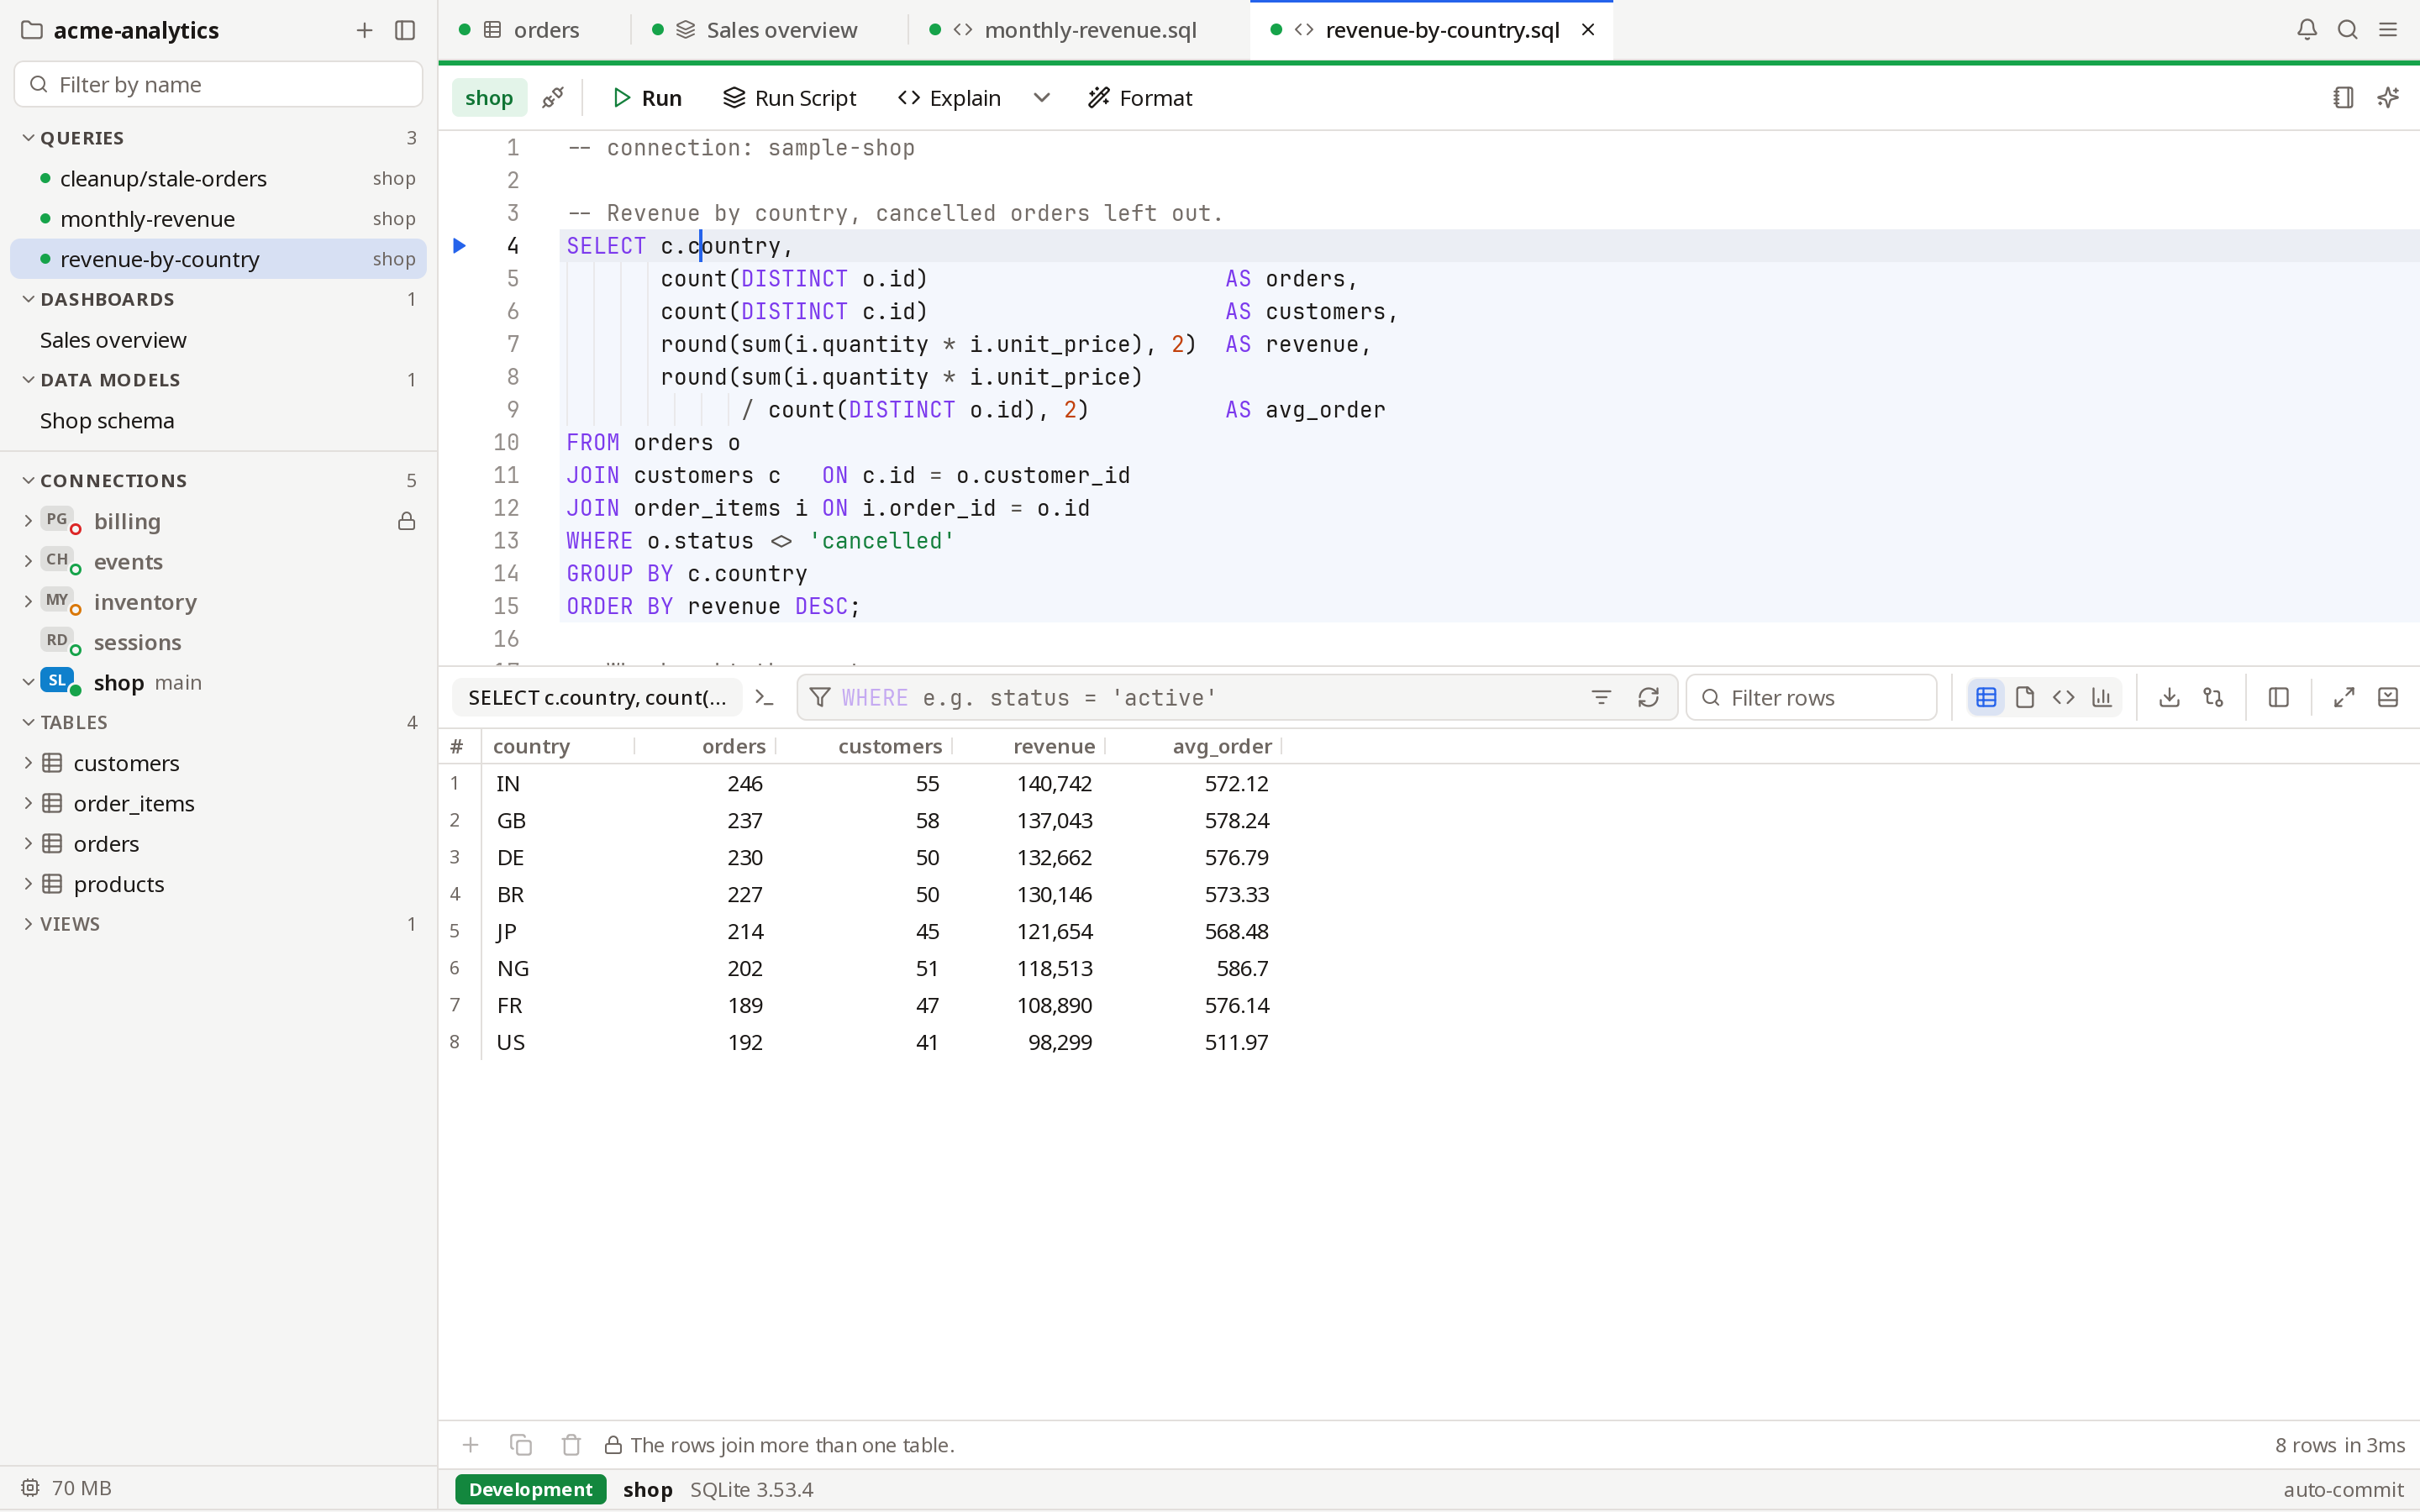 acme-analytics
Filter by name
QUERIES 3
cleanup/stale-orders shop
monthly-revenue shop
revenue-by-country shop
DASHBOARDS 1
Sales overview
DATA MODELS 1
Shop schema
CONNECTIONS 5
PG billing
CH events
MY inventory
RD sessions
SL shop main
TABLES 4
customers
order_items
orders
products
VIEWS 1
70 MB
orders Sales overview monthly-revenue.sql revenue-by-country.sql
shop Run Run Script Explain Format
1 -- connection: sample-shop
2
3 -- Revenue by country, cancelled orders left out.
4 SELECT c.country,
5 count(DISTINCT o.id) AS orders,
6 count(DISTINCT c.id) AS customers,
7 round(sum(i.quantity * i.unit_price), 2) AS revenue,
8 round(sum(i.quantity * i.unit_price)
9 / count(DISTINCT o.id), 2) AS avg_order
10 FROM orders o
11 JOIN customers c ON c.id = o.customer_id
12 JOIN order_items i ON i.order_id = o.id
13 WHERE o.status <> 'cancelled'
14 GROUP BY c.country
15 ORDER BY revenue DESC;
16
SELECT c.country, count(... WHERE e.g. status = 'active' Filter rows
# country orders customers revenue avg_order
1 IN 246 55 140,742 572.12
2 GB 237 58 137,043 578.24
3 DE 230 50 132,662 576.79
4 BR 227 50 130,146 573.33
5 JP 214 45 121,654 568.48
6 NG 202 51 118,513 586.7
7 FR 189 47 108,890 576.14
8 US 192 41 98,299 511.97
The rows join more than one table. 8 rows in 3ms
Development shop SQLite 3.53.4 auto-commit